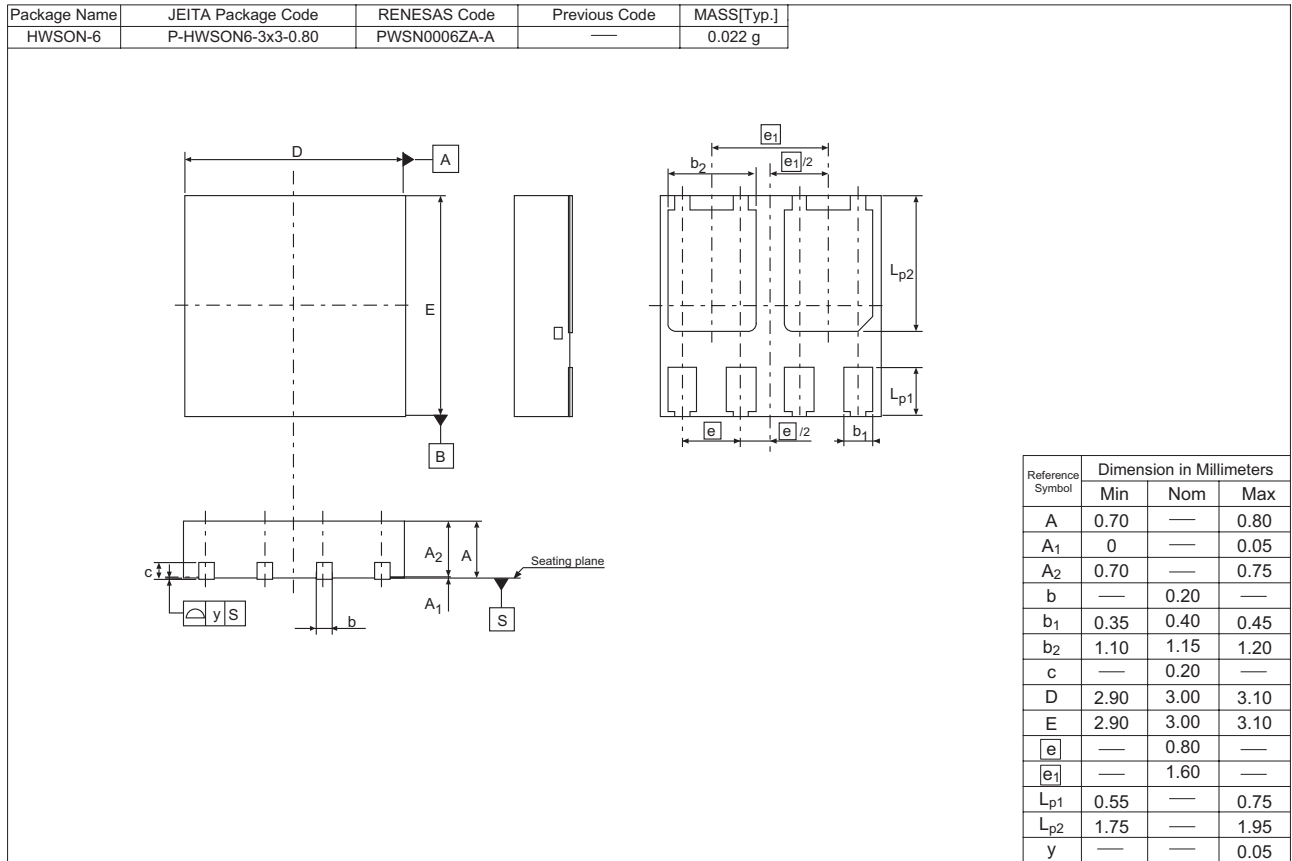 Package Name JEITA Package Code RENESAS Code Previous Code MASS[Typ.]
HWSON-6 P-HWSON6-3x3-0.80 PWSN0006ZA-A — 0.022 g
D
A
E
B
e1
b2
e1/2
Lp2
Lp1
e
e/2
b1
c
A2
A
Seating plane
A1
y S
b
S
Reference Symbol Dimension in Millimeters
Min Nom Max
A 0.70 — 0.80
A1 0 — 0.05
A2 0.70 — 0.75
b — 0.20 —
b1 0.35 0.40 0.45
b2 1.10 1.15 1.20
c — 0.20 —
D 2.90 3.00 3.10
E 2.90 3.00 3.10
e — 0.80 —
e1 — 1.60 —
Lp1 0.55 — 0.75
Lp2 1.75 — 1.95
y — — 0.05